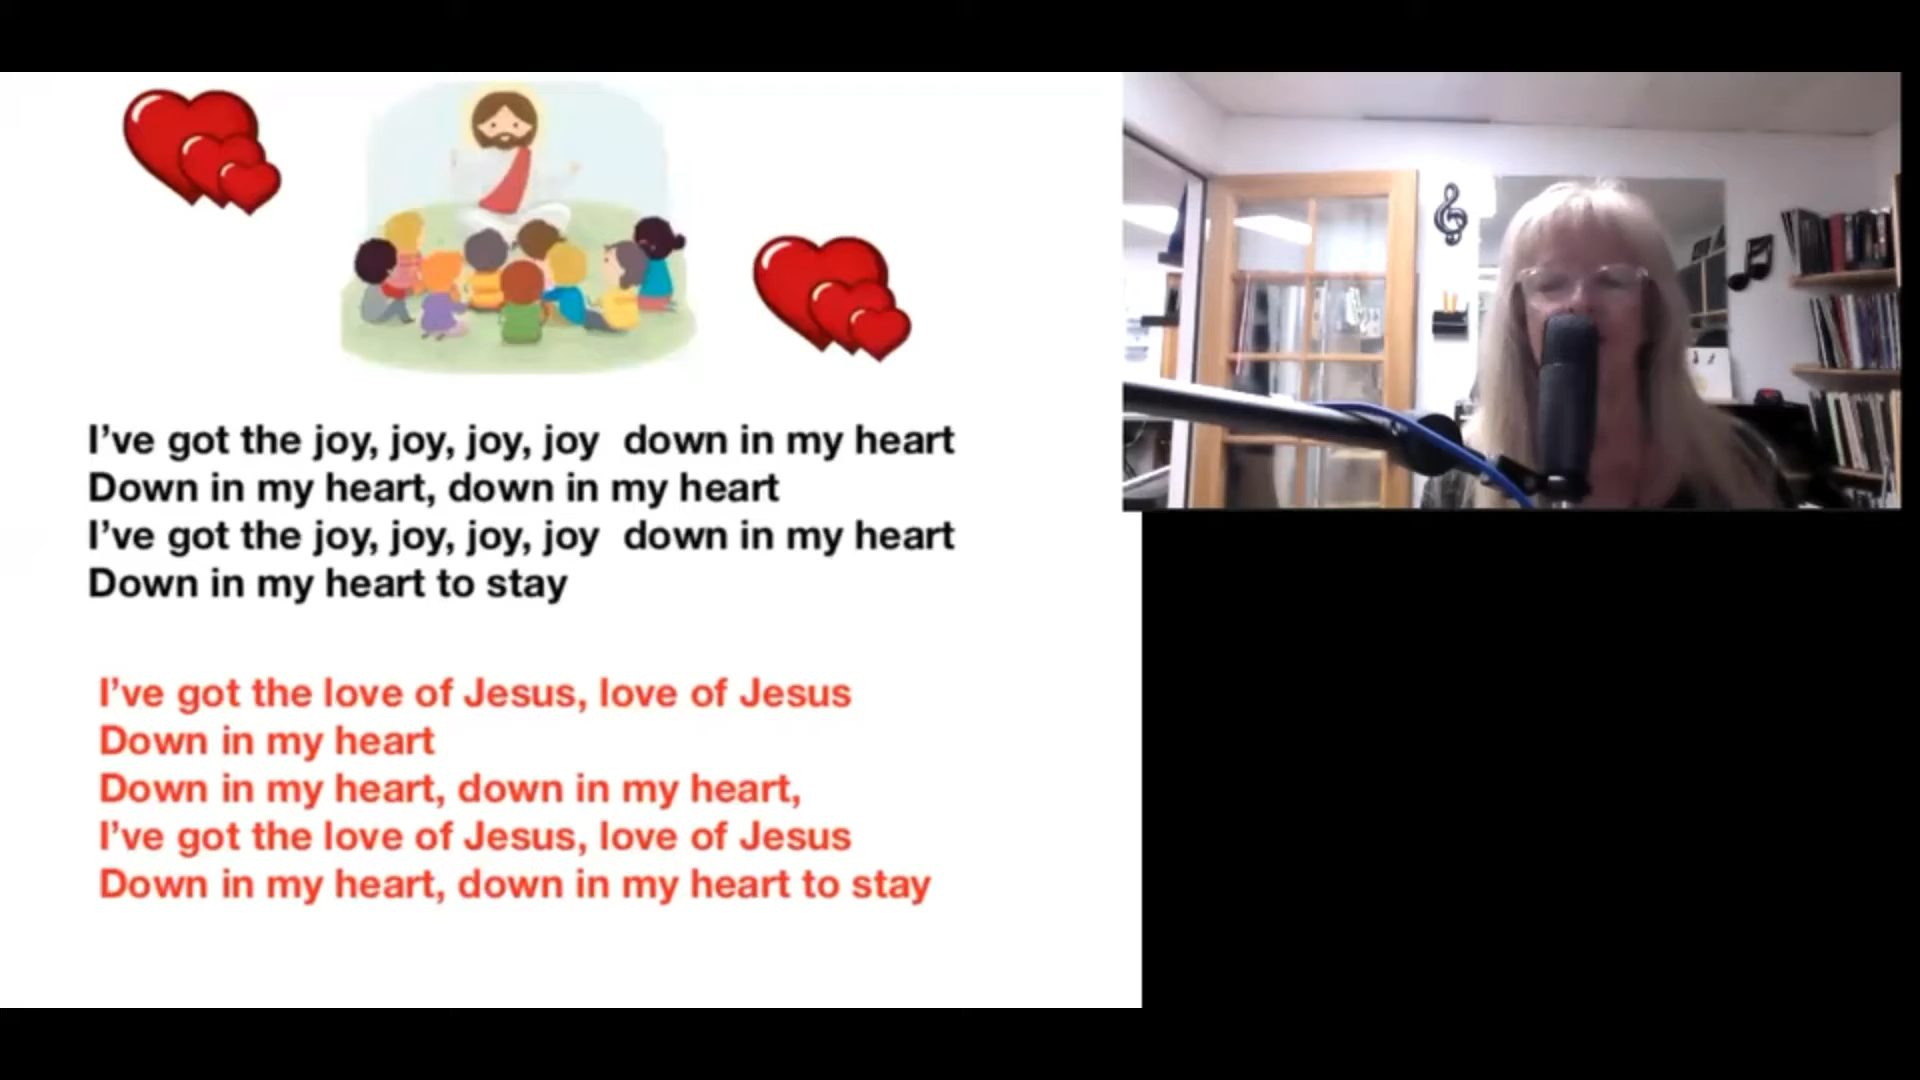 I've got the joy, joy, joy, joy  down in my heart
Down in my heart, down in my heart
I've got the joy, joy, joy, joy  down in my heart
Down in my heart to stay
I've got the love of Jesus, love of Jesus
Down in my heart
Down in my heart, down in my heart,
I've got the love of Jesus, love of Jesus
Down in my heart, down in my heart to stay